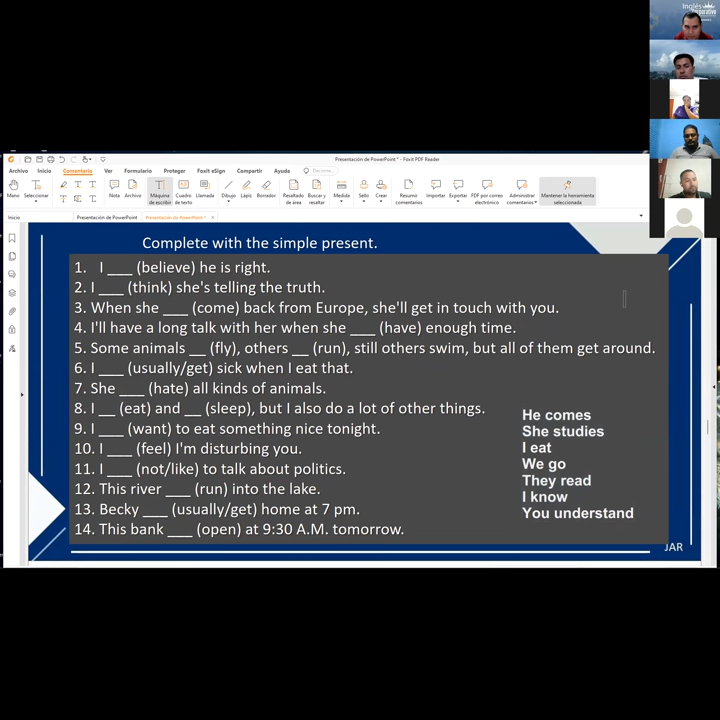 Inglés
Corporativo
Presentación de PowerPoint * - Foxit PDF Reader
Archivo Inicio Comentario Ver Formulario Proteger Foxit eSign Compartir Ayuda
Mano Seleccionar Nota Archivo Máquina de escribir Cuadro de texto Llamada Dibujo Lápiz Borrador Resultado de área Buscar y resaltar Medida Sello Crear Resumir comentarios Importar Exportar PDF por correo electrónico Administrar comentarios Mantener la herramienta seleccionada
Inicio Presentación de PowerPoint Presentación de PowerPoint *
Complete with the simple present.
1. I ___ (believe) he is right.
2. I ___ (think) she's telling the truth.
3. When she ___ (come) back from Europe, she'll get in touch with you.
4. I'll have a long talk with her when she ___ (have) enough time.
5. Some animals __ (fly), others __ (run), still others swim, but all of them get around.
6. I ___ (usually/get) sick when I eat that.
7. She ___ (hate) all kinds of animals.
8. I __ (eat) and __ (sleep), but I also do a lot of other things.
9. I ___ (want) to eat something nice tonight.
10. I ___ (feel) I'm disturbing you.
11. I ___ (not/like) to talk about politics.
12. This river ___ (run) into the lake.
13. Becky ___ (usually/get) home at 7 pm.
14. This bank ___ (open) at 9:30 A.M. tomorrow.
He comes
She studies
I eat
We go
They read
I know
You understand
JAR